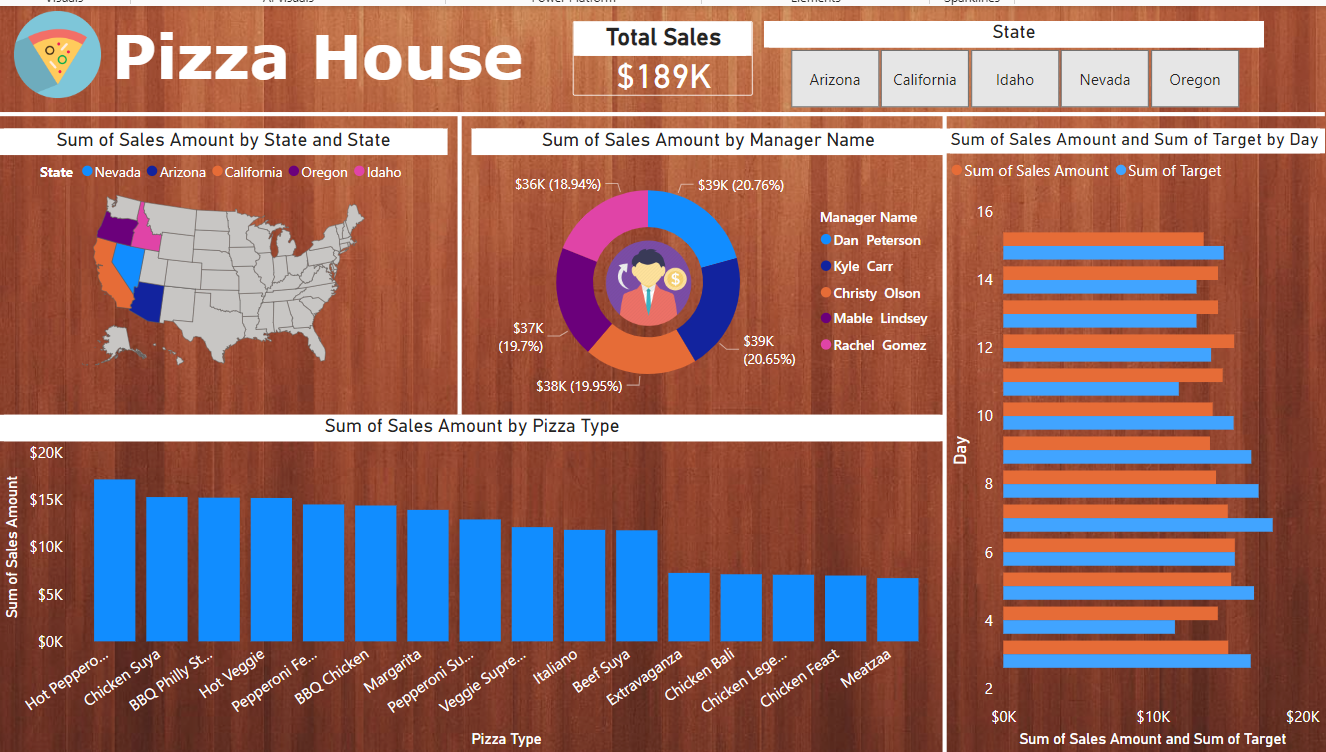 Visuals AI visuals Power Platform Elements Sparklines
Pizza House
Total Sales
$189K
State
Arizona California Idaho Nevada Oregon
Sum of Sales Amount by State and State
State Nevada Arizona California Oregon Idaho
Sum of Sales Amount by Manager Name
$36K (18.94%)
$39K (20.76%)
$37K
(19.7%)
$39K
(20.65%)
$38K (19.95%)
Manager Name
Dan Peterson
Kyle Carr
Christy Olson
Mable Lindsey
Rachel Gomez
$
Sum of Sales Amount and Sum of Target by Day
Sum of Sales Amount Sum of Target
Day
16
14
12
10
8
6
4
2
$0K $10K $20K
Sum of Sales Amount and Sum of Target
Sum of Sales Amount by Pizza Type
Sum of Sales Amount
$20K
$15K
$10K
$5K
$0K
Hot Peppero...
Chicken Suya
BBQ Philly St...
Hot Veggie
Pepperoni Fe...
BBQ Chicken
Margarita
Pepperoni Su...
Veggie Supre...
Italiano
Beef Suya
Extravaganza
Chicken Bali
Chicken Lege...
Chicken Feast
Meatzaa
Pizza Type